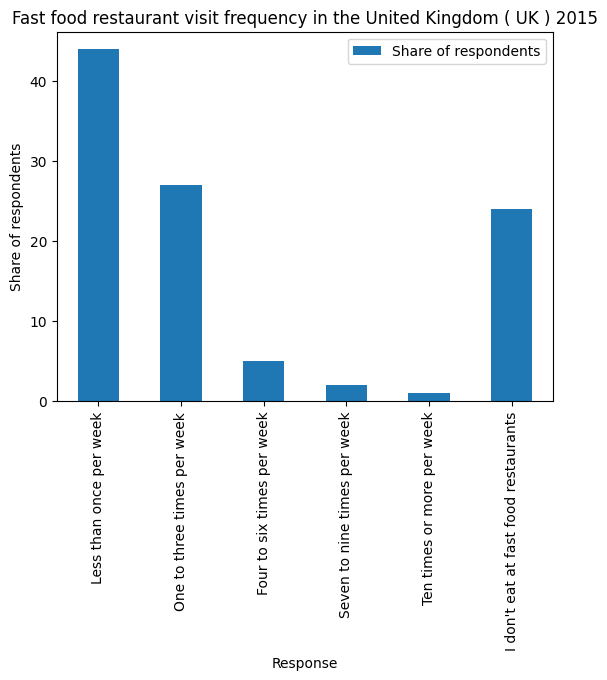 Fast food restaurant visit frequency in the United Kingdom ( UK ) 2015
Share of respondents
Share of respondents
40
30
20
10
0
Less than once per week
One to three times per week
Four to six times per week
Seven to nine times per week
Ten times or more per week
I don't eat at fast food restaurants
Response